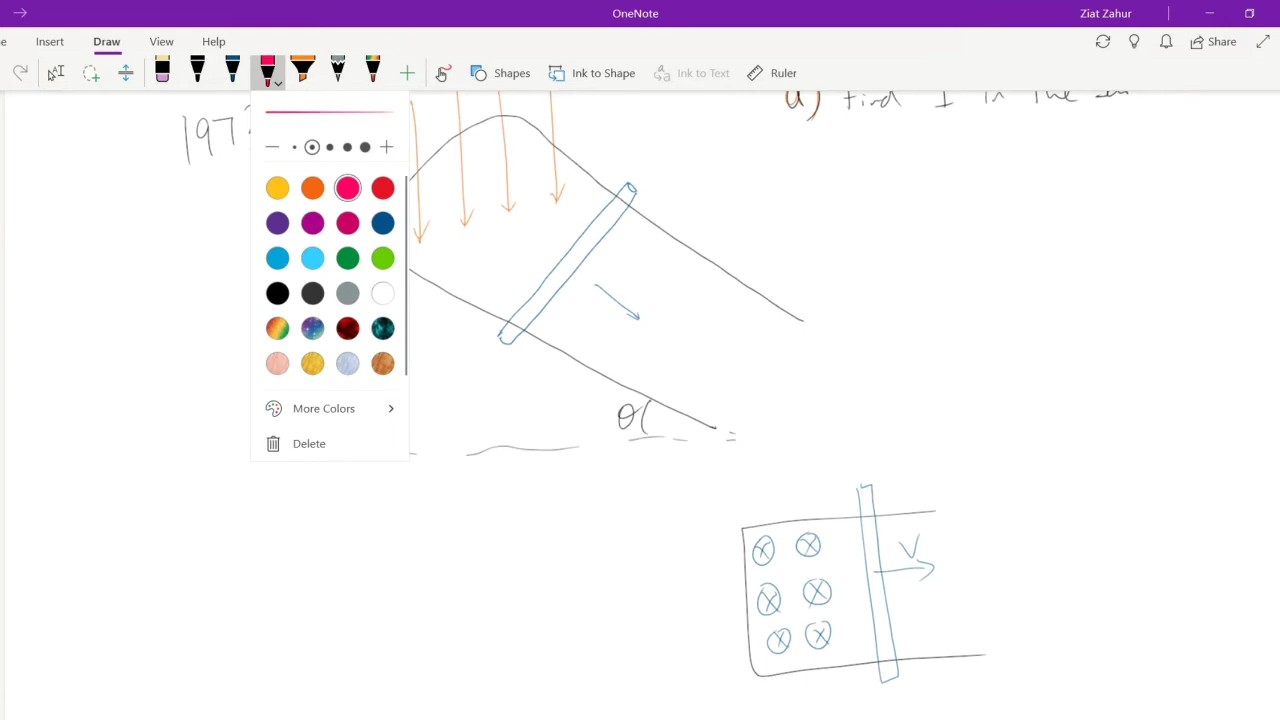 OneNote
Ziat Zahur
Insert
Draw
View
Help
Share
Shapes
Ink to Shape
Ink to Text
Ruler
a) find I in the
197
More Colors
Delete
θ
V
X X
X X
X X